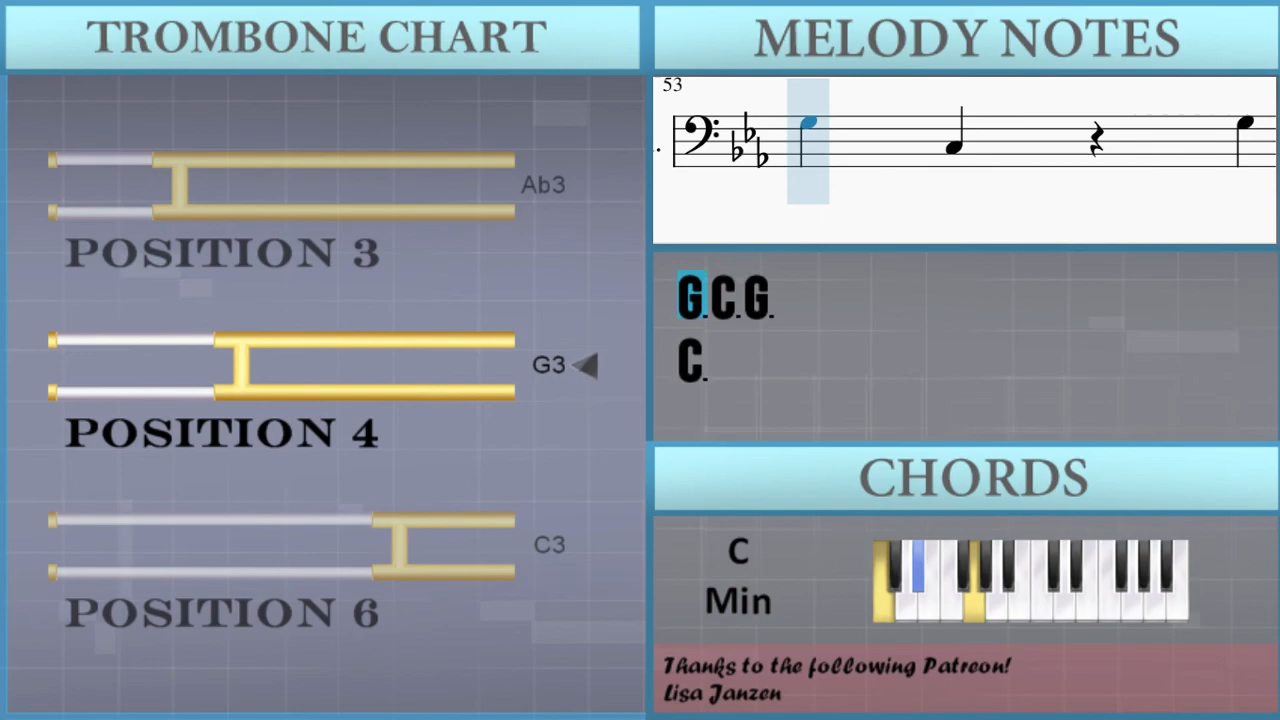 TROMBONE CHART
Ab3
POSITION 3
G3
POSITION 4
C3
POSITION 6
MELODY NOTES
53
G.C.G.
C.
CHORDS
C
Min
Thanks to the following Patreon!
Lisa Janzen